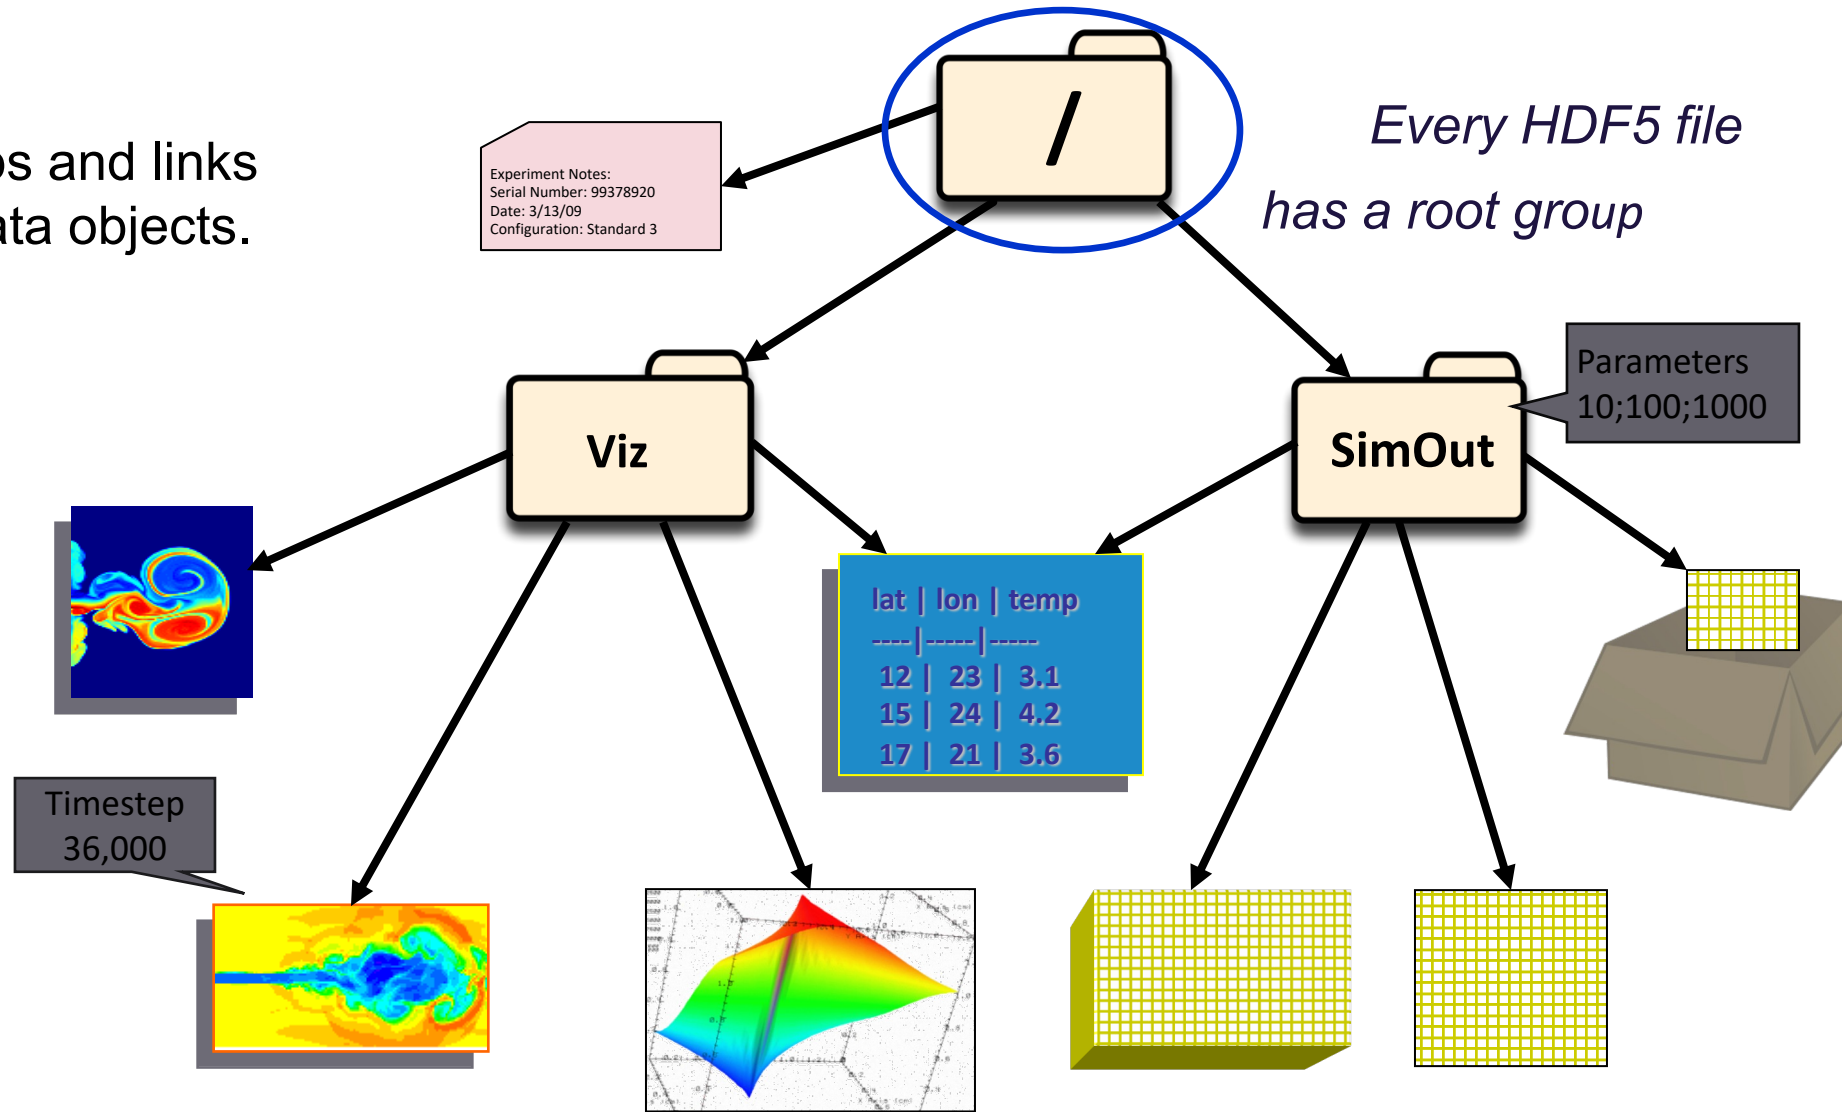 /
Every HDF5 file
has a root group
ps and links
ata objects.
Experiment Notes:
Serial Number: 99378920
Date: 3/13/09
Configuration: Standard 3
Parameters
10;100;1000
Viz
SimOut
lat | lon | temp
----|-----|-----
12 | 23 | 3.1
15 | 24 | 4.2
17 | 21 | 3.6
Timestep
36,000